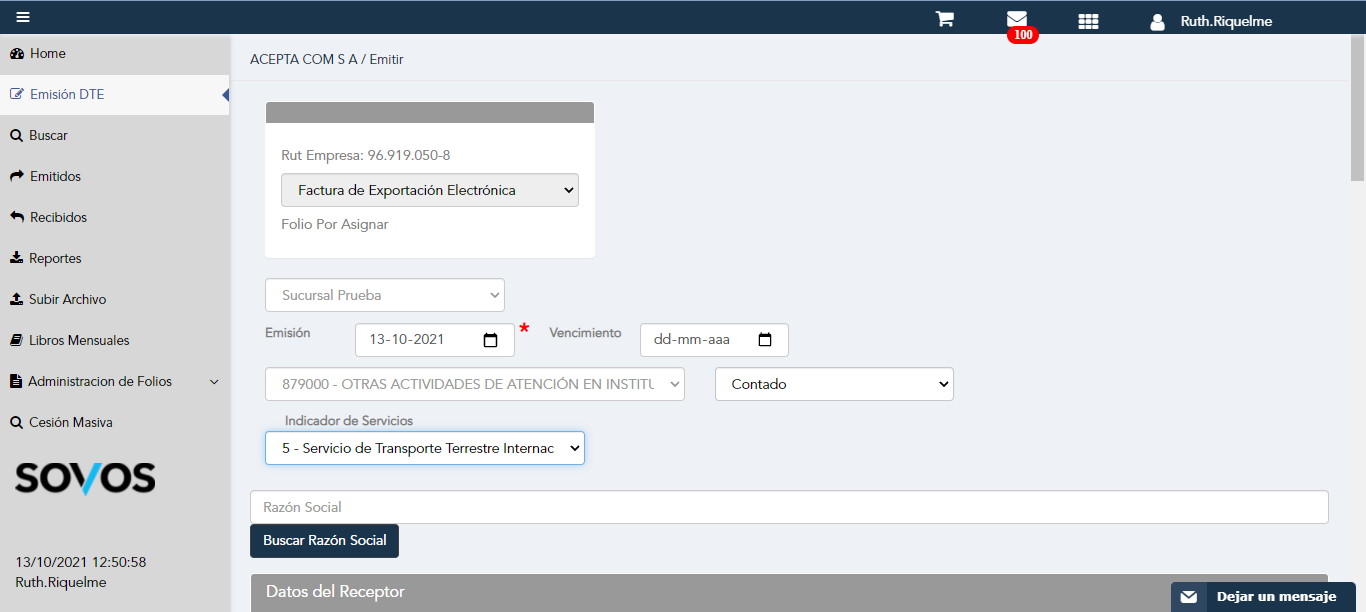 Ruth.Riquelme
100
Home
Emisión DTE
Buscar
Emitidos
Recibidos
Reportes
Subir Archivo
Libros Mensuales
Administracion de Folios
Cesión Masiva
SOVOS
13/10/2021 12:50:58
Ruth.Riquelme
ACEPTA COM S A / Emitir
Rut Empresa: 96.919.050-8
Factura de Exportación Electrónica
Folio Por Asignar
Sucursal Prueba
Emisión 13-10-2021 * Vencimiento dd-mm-aaa
879000 - OTRAS ACTIVIDADES DE ATENCIÓN EN INSTITU Contado
Indicador de Servicios
5 - Servicio de Transporte Terrestre Internac
Razón Social
Buscar Razón Social
Datos del Receptor
Dejar un mensaje